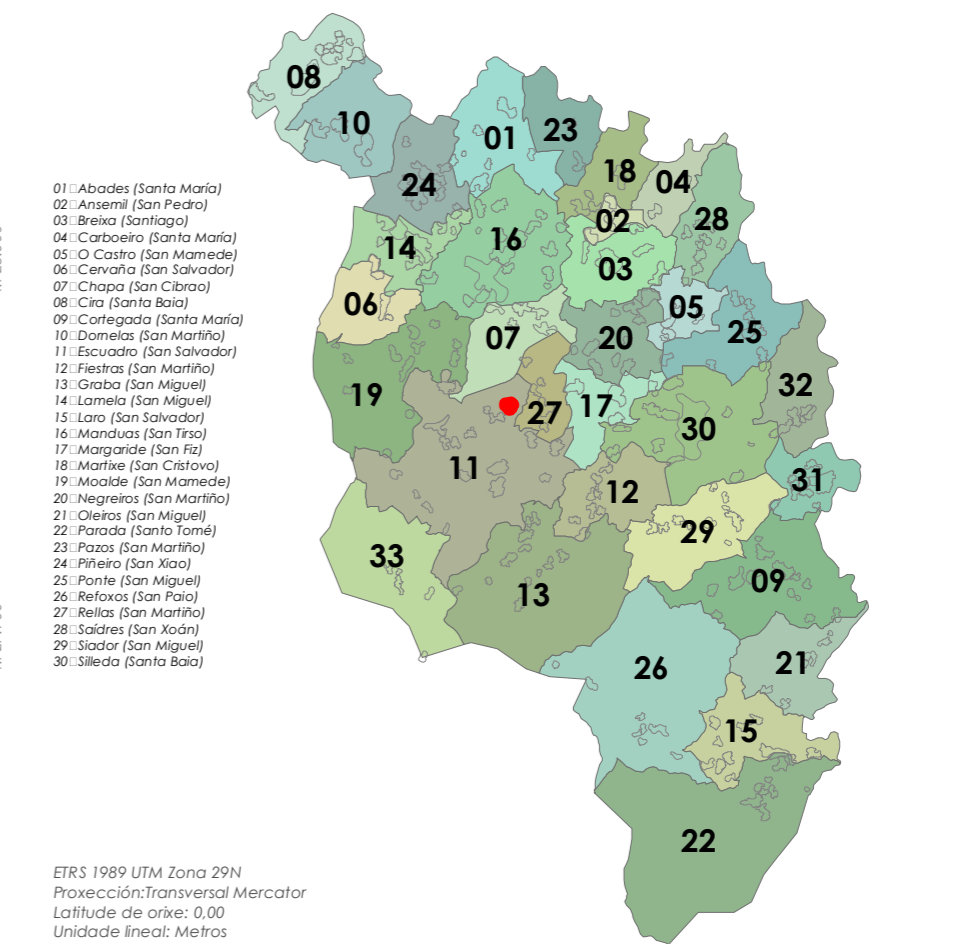 08
10
01
23
18
04
24
28
02
16
14
03
06
05
07
20
25
32
19
27
17
30
11
31
12
29
33
13
09
26
21
15
22
01□Abades (Santa María)
02□Ansemil (San Pedro)
03□Breixa (Santiago)
04□Carboeiro (Santa María)
05□O Castro (San Mamede)
06□Cervaña (San Salvador)
07□Chapa (San Cibrao)
08□Cira (Santa Baia)
09□Cortegada (Santa María)
10□Dornelas (San Martiño)
11□Escuadro (San Salvador)
12□Fiestras (San Martiño)
13□Graba (San Miguel)
14□Lamela (San Miguel)
15□Laro (San Salvador)
16□Manduas (San Tirso)
17□Margaride (San Fiz)
18□Martixe (San Cristovo)
19□Moalde (San Mamede)
20□Negreiros (San Martiño)
21□Oleiros (San Miguel)
22□Parada (Santo Tomé)
23□Pazos (San Martiño)
24□Piñeiro (San Xiao)
25□Ponte (San Miguel)
26□Refoxos (San Paio)
27□Rellas (San Martiño)
28□Saídres (San Xoán)
29□Siador (San Miguel)
30□Silleda (Santa Baia)
ETRS 1989 UTM Zona 29N
Proxección:Transversal Mercator
Latitude de orixe: 0,00
Unidade lineal: Metros